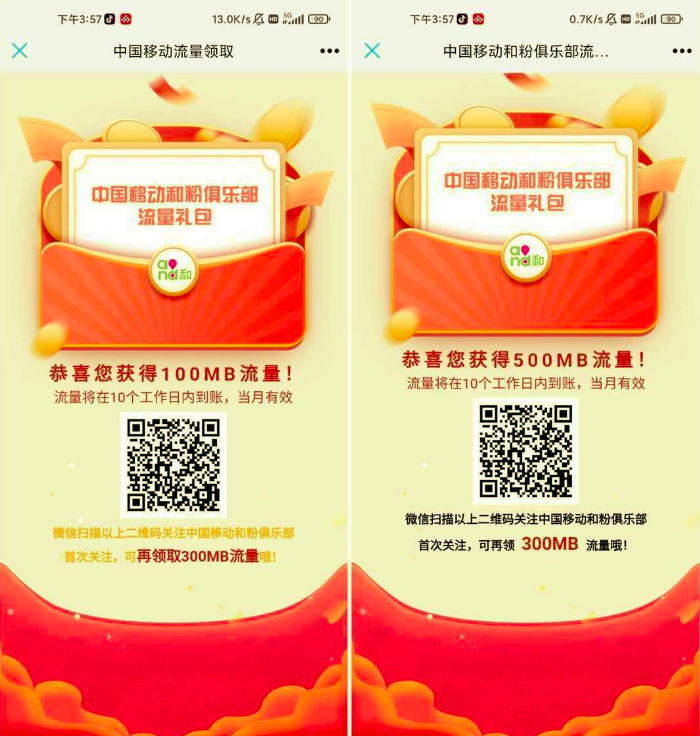 下午3:57
13.0K/s
HD
5G
90
中国移动流量领取
中国移动和粉俱乐部
流量礼包
and和
恭喜您获得100MB流量！
流量将在10个工作日内到账，当月有效
微信扫描以上二维码关注中国移动和粉俱乐部
首次关注，可再领取300MB流量哦！
下午3:57
0.7K/s
HD
5G
90
中国移动和粉俱乐部流...
中国移动和粉俱乐部
流量礼包
and和
恭喜您获得500MB流量！
流量将在10个工作日内到账，当月有效
微信扫描以上二维码关注中国移动和粉俱乐部
首次关注，可再领 300MB 流量哦！